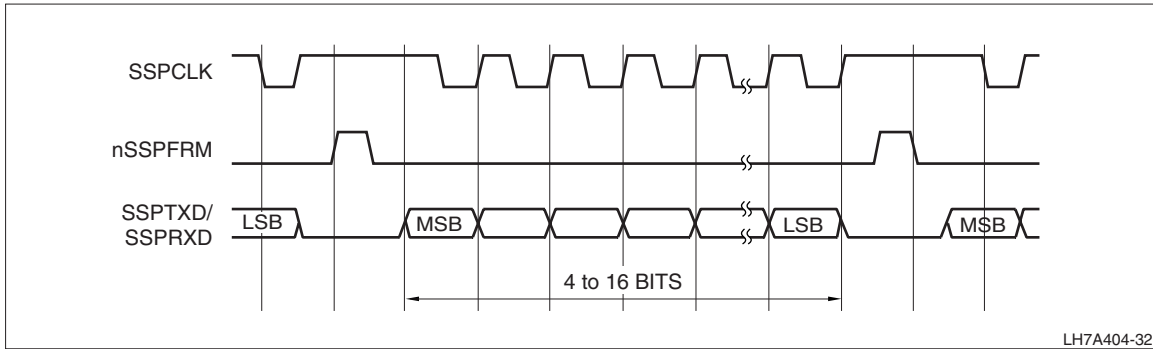 SSPCLK
nSSPFRM
SSPTXD/
SSPRXD
LSB
MSB
LSB
MSB
4 to 16 BITS
LH7A404-32